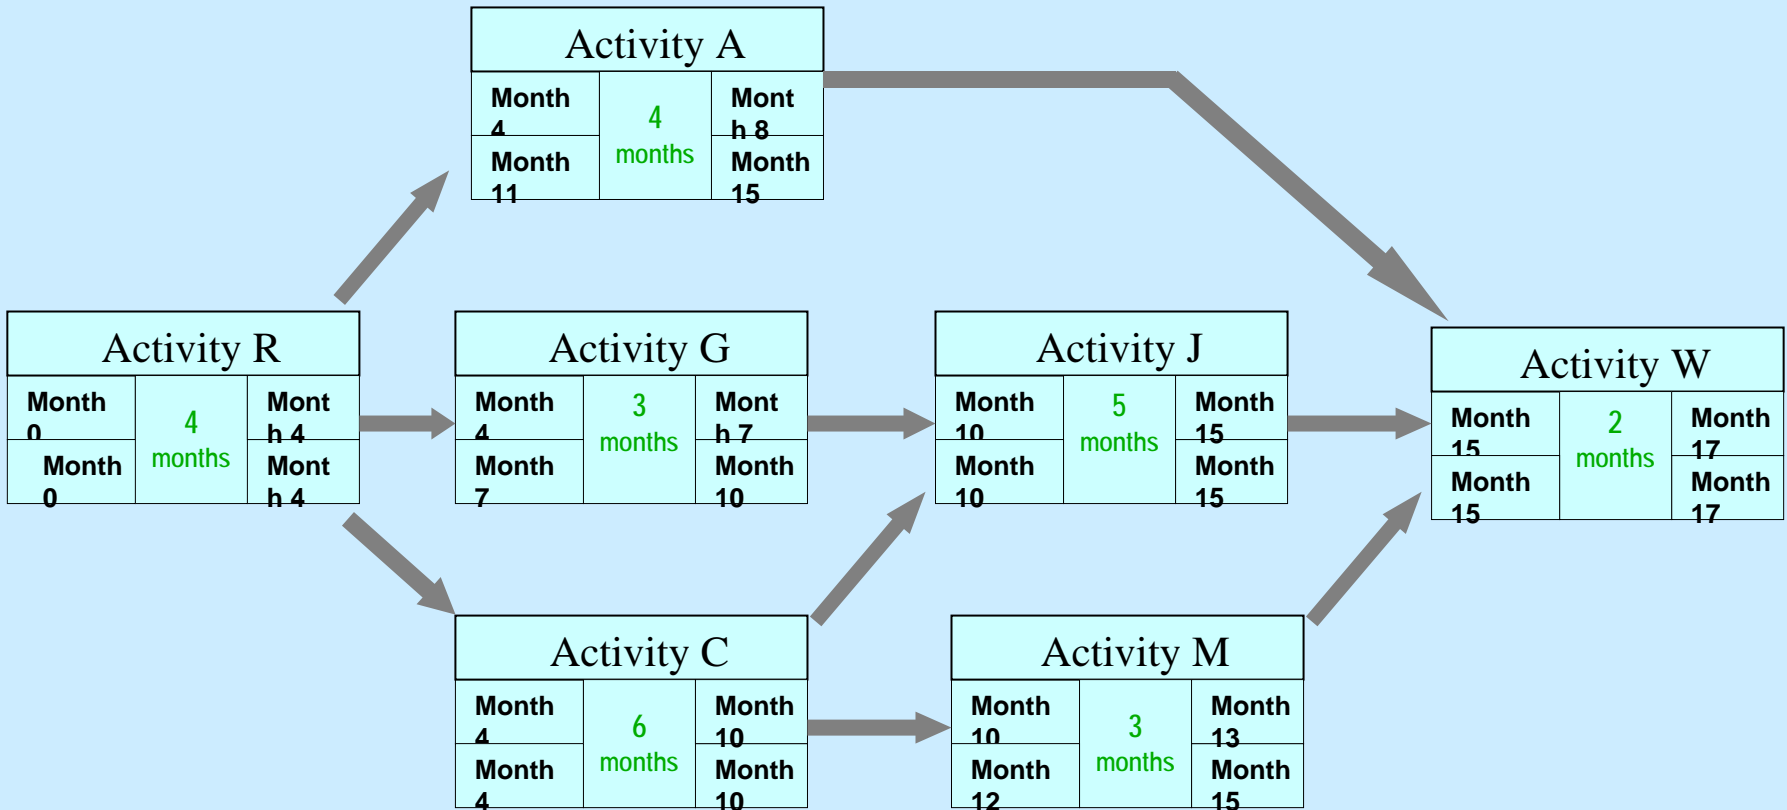 Activity A
Month
4
4
months
Mont
h 8
Month
11
Month
15
Activity R
Month
0
4
months
Mont
h 4
Month
0
Mont
h 4
Activity G
Month
4
3
months
Mont
h 7
Month
7
Month
10
Activity J
Month
10
5
months
Month
15
Month
10
Month
15
Activity W
Month
15
2
months
Month
17
Month
15
Month
17
Activity C
Month
4
6
months
Month
10
Month
4
Month
10
Activity M
Month
10
3
months
Month
13
Month
12
Month
15